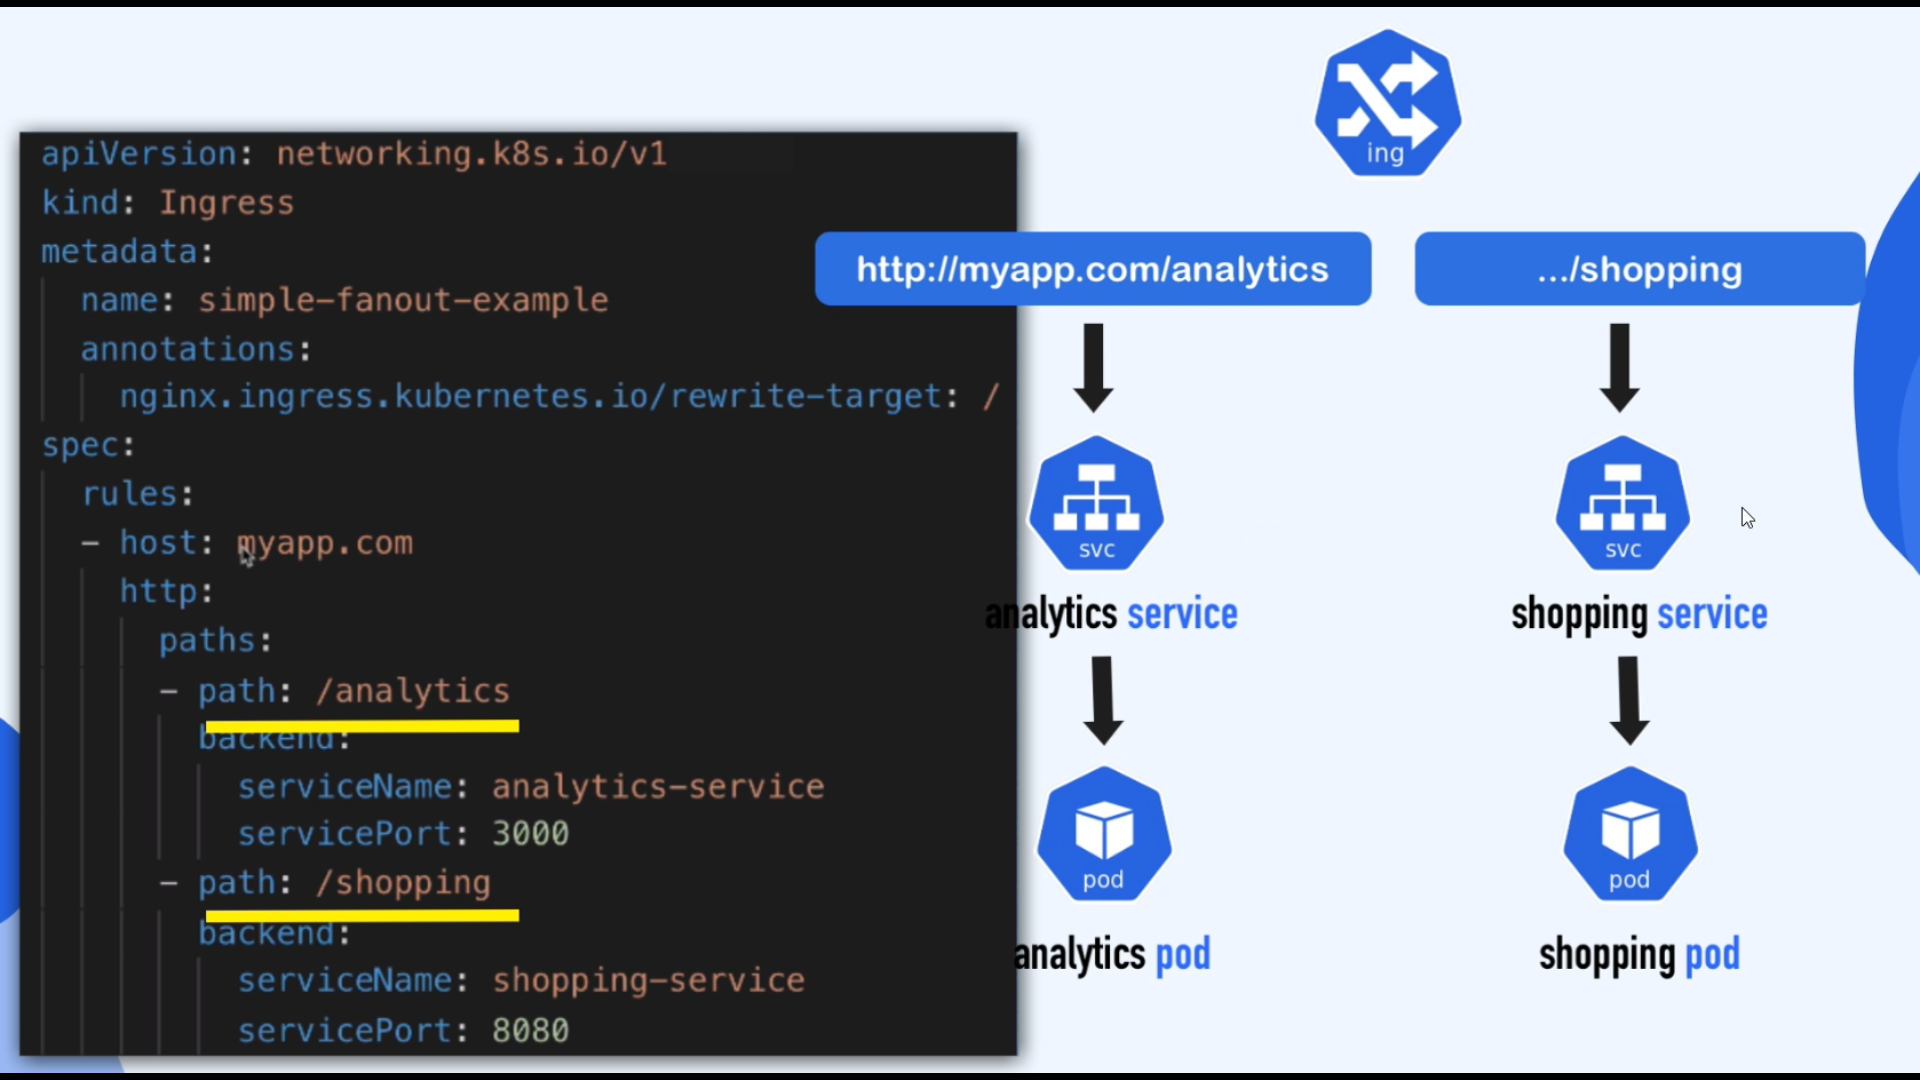 apiVersion: networking.k8s.io/v1
kind: Ingress
metadata:
name: simple-fanout-example
annotations:
nginx.ingress.kubernetes.io/rewrite-target: /
spec:
rules:
- host: myapp.com
http:
paths:
- path: /analytics
backend:
serviceName: analytics-service
servicePort: 3000
- path: /shopping
backend:
serviceName: shopping-service
servicePort: 8080
ing
http://myapp.com/analytics
.../shopping
svc
svc
analytics service
shopping service
pod
pod
analytics pod
shopping pod